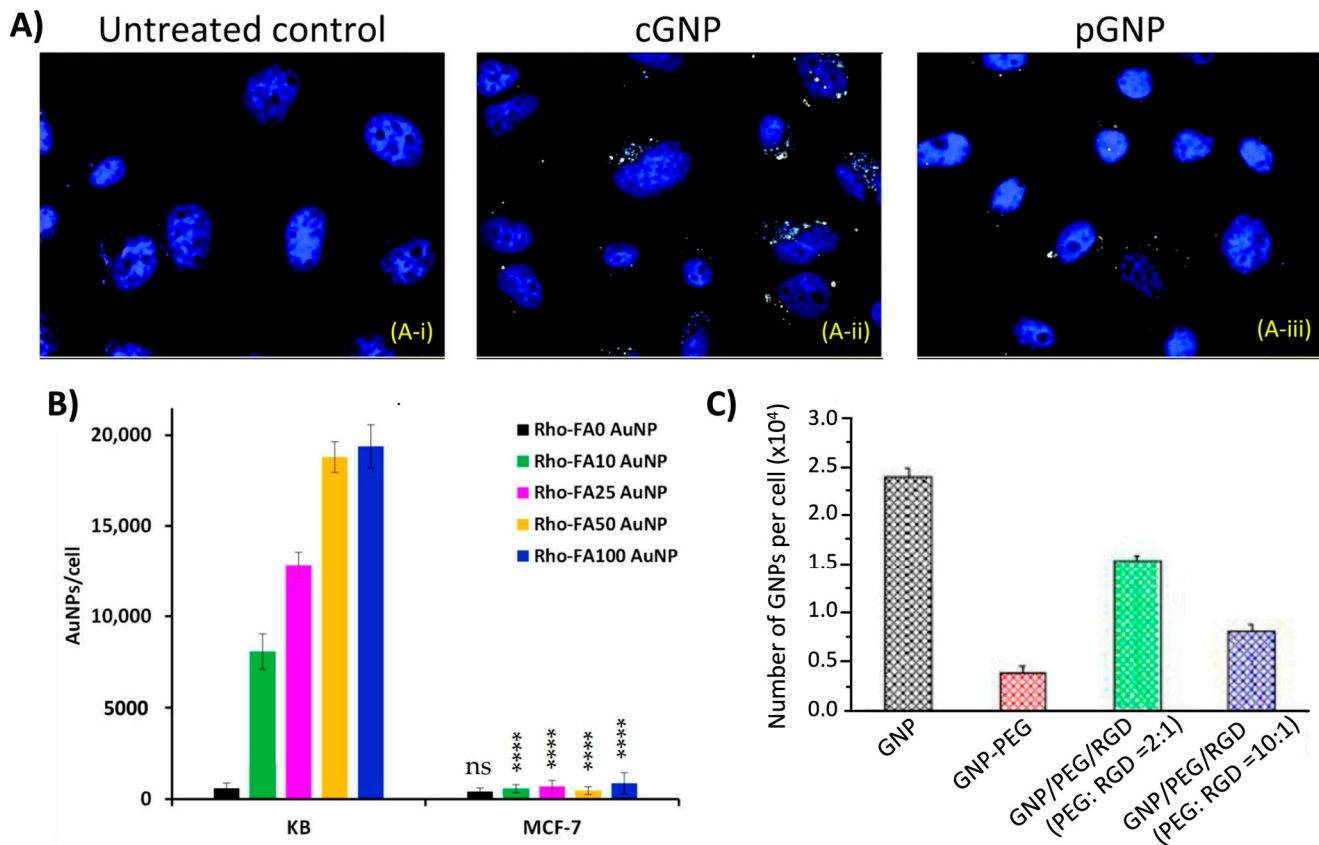 A)
Untreated control
cGNP
pGNP
(A-i)
(A-ii)
(A-iii)
B)
AuNPs/cell
20,000
15,000
10,000
5000
0
Rho-FA0 AuNP
Rho-FA10 AuNP
Rho-FA25 AuNP
Rho-FA50 AuNP
Rho-FA100 AuNP
ns
****
****
****
****
KB
MCF-7
C)
Number of GNPs per cell (x10⁴)
3.0
2.5
2.0
1.5
1.0
0.5
0.0
GNP
GNP-PEG
GNP/PEG/RGD
(PEG: RGD =2:1)
GNP/PEG/RGD
(PEG: RGD =10:1)